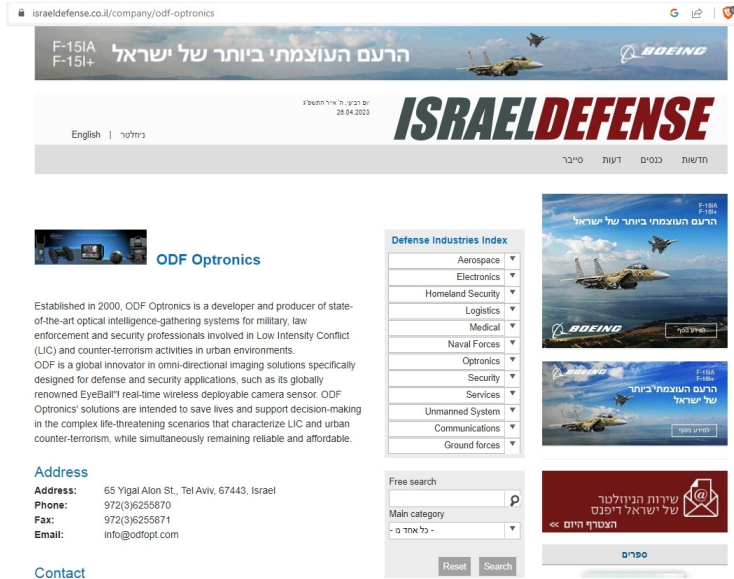 israeldefense.co.il/company/odf-optronics
F-15IA
F-15I+
הרעם העוצמתי ביותר של ישראל
BOEING
יום רביעי, ה' אייר התשפ"ג
26.04.2023
ISRAELDEFENSE
English | ניוזלטר
חדשות כנסים דעות סייבר
ODF Optronics
Established in 2000, ODF Optronics is a developer and producer of state-
of-the-art optical intelligence-gathering systems for military, law
enforcement and security professionals involved in Low Intensity Conflict
(LIC) and counter-terrorism activities in urban environments.
ODF is a global innovator in omni-directional imaging solutions specifically
designed for defense and security applications, such as its globally
renowned EyeBall"! real-time wireless deployable camera sensor. ODF
Optronics' solutions are intended to save lives and support decision-making
in the complex life-threatening scenarios that characterize LIC and urban
counter-terrorism, while simultaneously remaining reliable and affordable.
Address
Address: 65 Yigal Alon St., Tel Aviv, 67443, Israel
Phone: 972(3)6255870
Fax: 972(3)6255871
Email: info@odfopt.com
Contact
Defense Industries Index
Aerospace
Electronics
Homeland Security
Logistics
Medical
Naval Forces
Optronics
Security
Services
Unmanned System
Communications
Ground forces
Free search
Main category
- כל אחד מ -
Reset Search
F-15IA
F-15I+
הרעם העוצמתי ביותר של ישראל
BOEING
למידע נוסף
BOEING
F-15IA
F-15I+
הרעם העוצמתי ביותר
של ישראל
למידע נוסף
שירות הניוזלטר
של ישראל דיפנס
הצטרף היום >>
ספרים